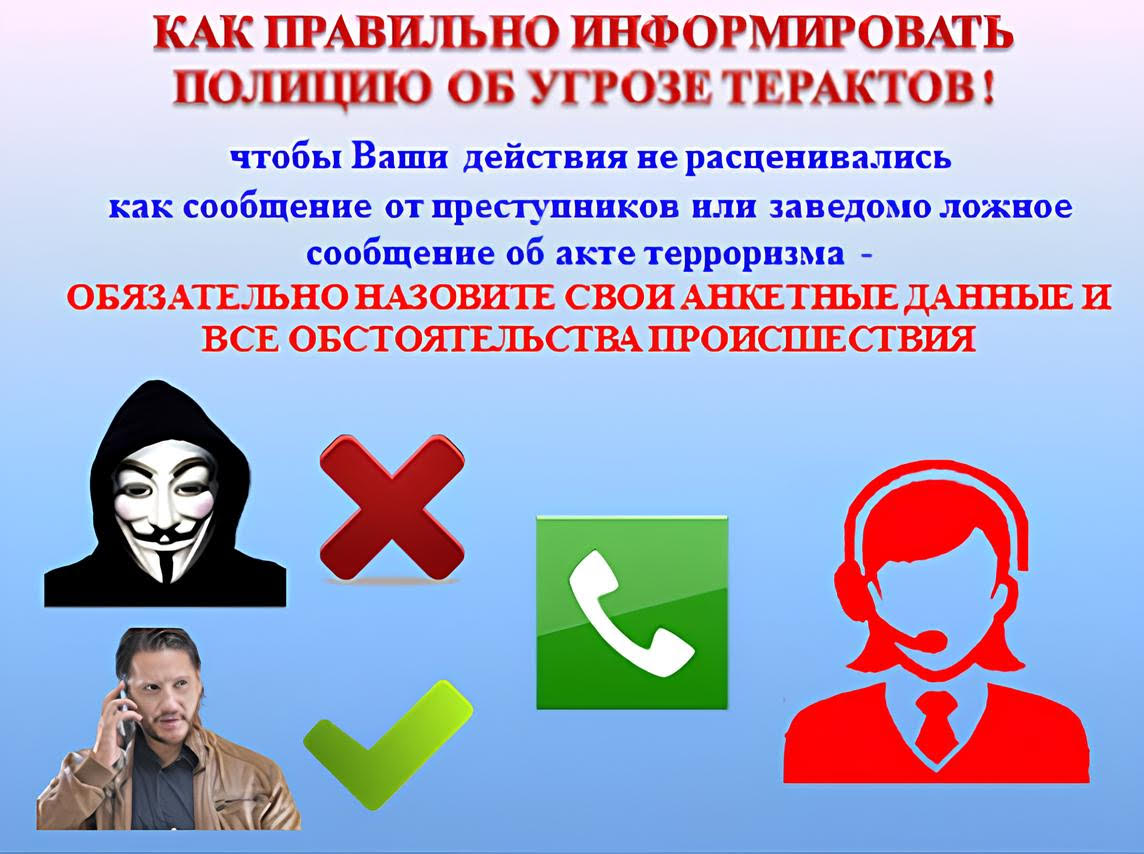 КАК ПРАВИЛЬНО ИНФОРМИРОВАТЬ
ПОЛИЦИЮ ОБ УГРОЗЕ ТЕРАКТОВ!
чтобы Ваши действия не расценивались
как сообщение от преступников или заведомо ложное
сообщение об акте терроризма -
ОБЯЗАТЕЛЬНО НАЗОВИТЕ СВОИ АНКЕТНЫЕ ДАННЫЕ И
ВСЕ ОБСТОЯТЕЛЬСТВА ПРОИСШЕСТВИЯ